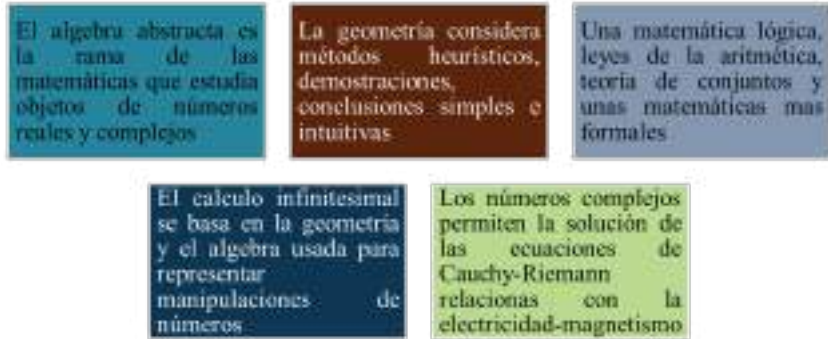 El algebra abstracta es
la rama de las
matemáticas que estudia
objetos de números
reales y complejos
La geometría considera
métodos heurísticos,
demostraciones,
conclusiones simples e
intuitivas
Una matemática lógica,
leyes de la aritmética,
teoría de conjuntos y
unas matemáticas mas
formales
El calculo infinitesimal
se basa en la geometría
y el algebra usada para
representar
manipulaciones de
números
Los números complejos
permiten la solución de
las ecuaciones de
Cauchy-Riemann
relacionas con la
electricidad-magnetismo